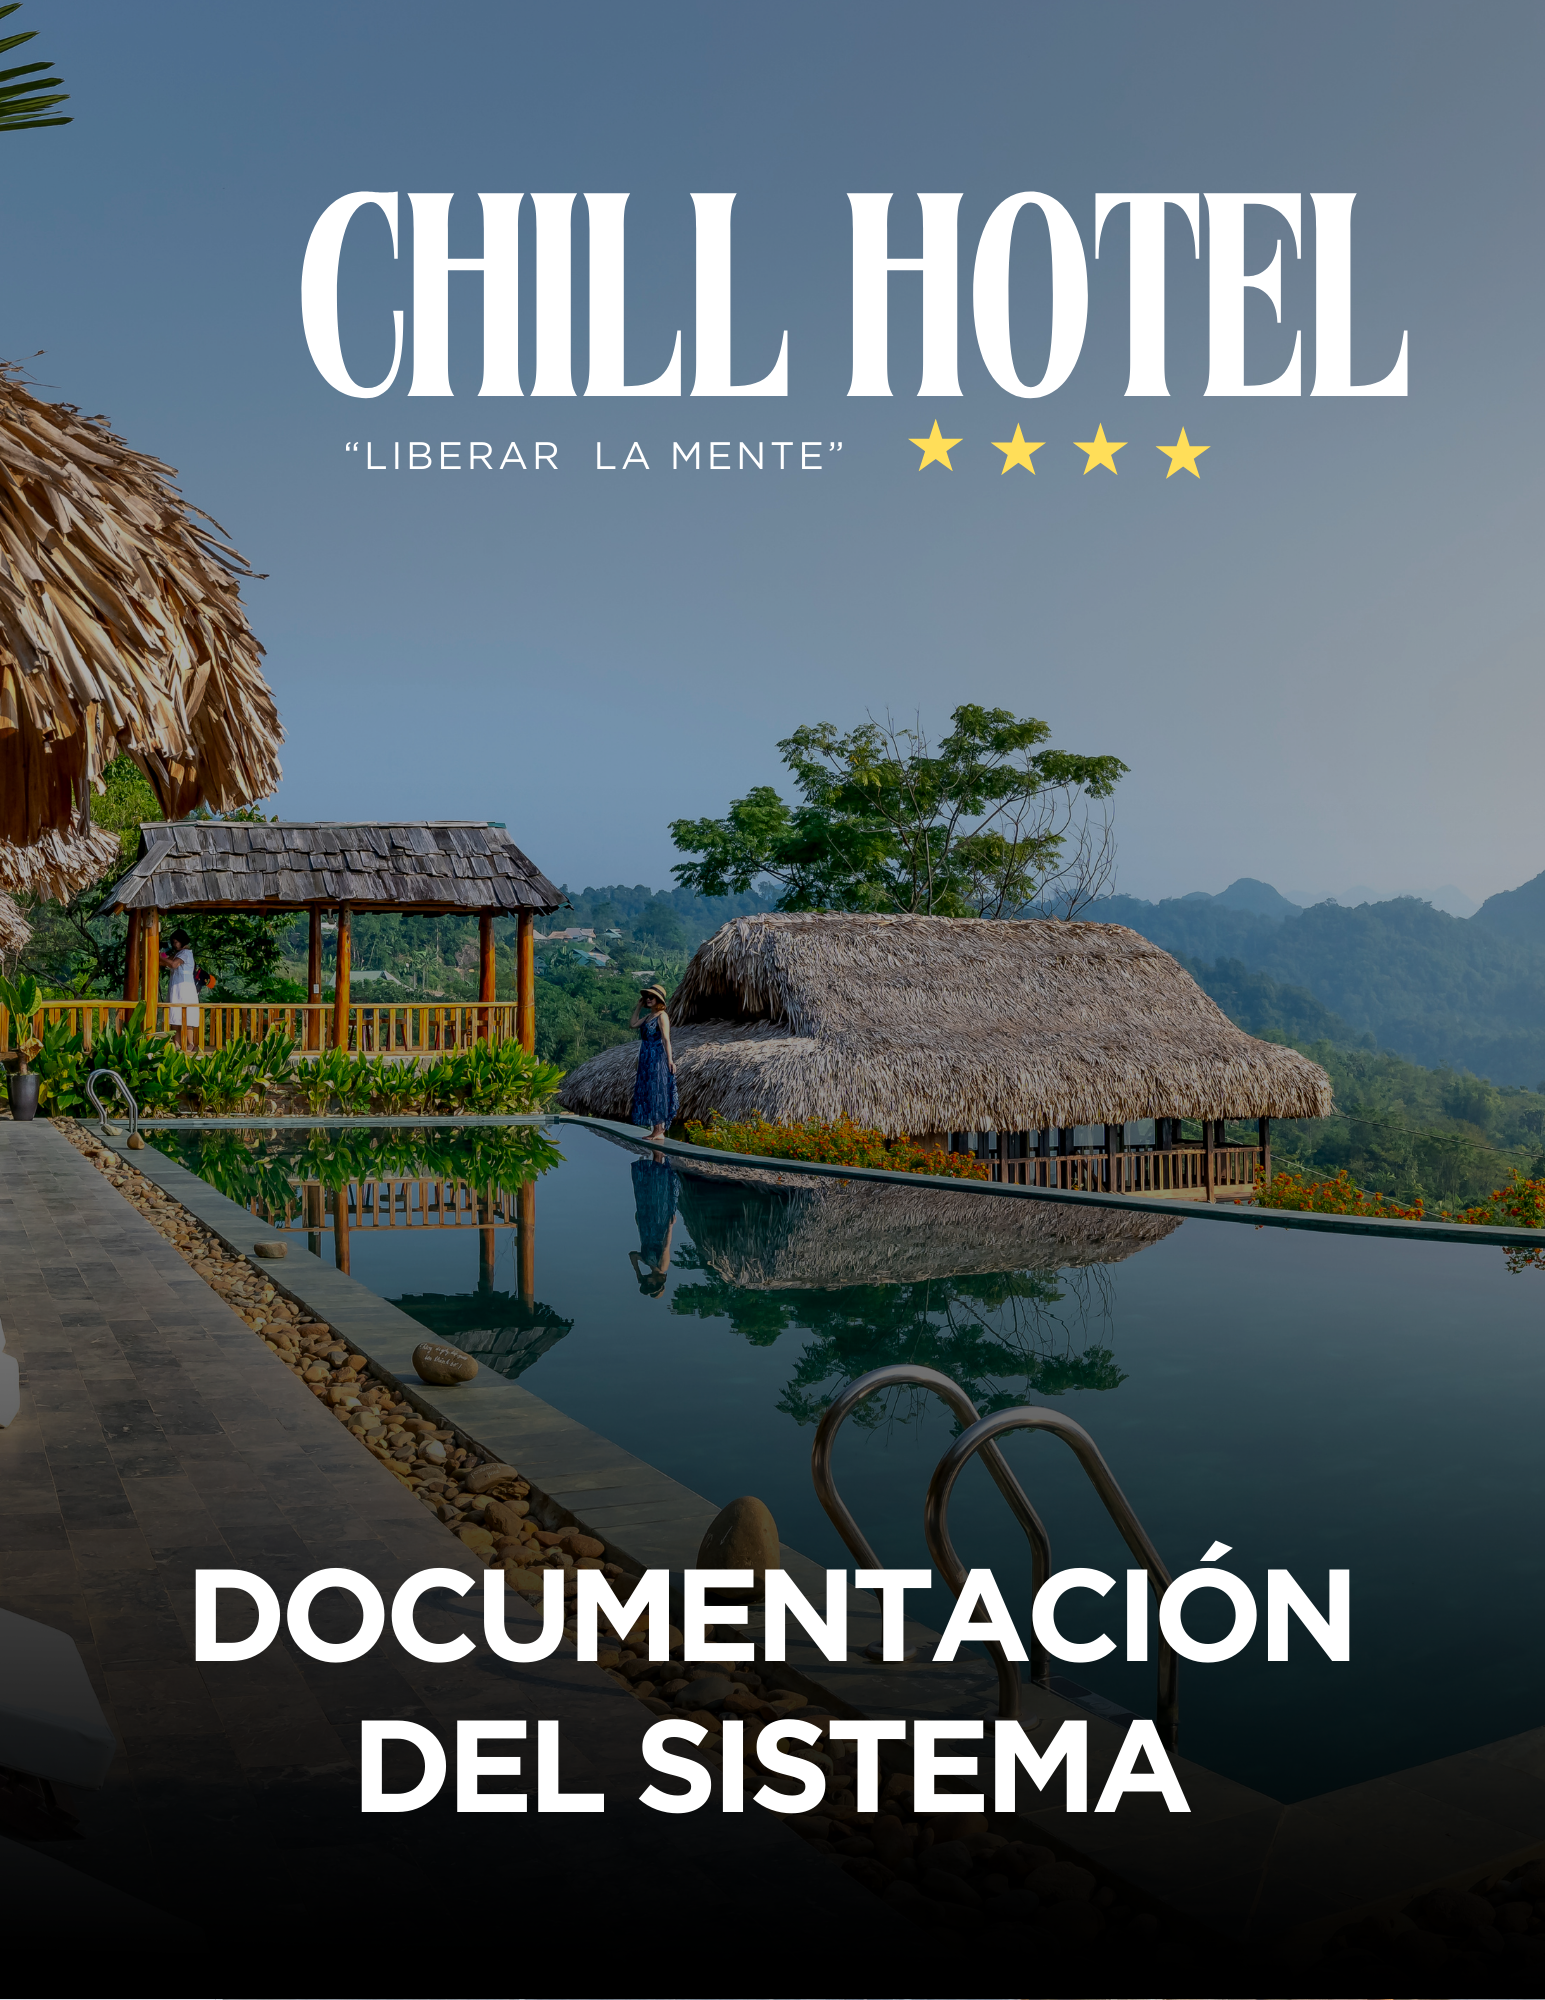 CHILL HOTEL
“LIBERAR LA MENTE”
DOCUMENTACIÓN
DEL SISTEMA